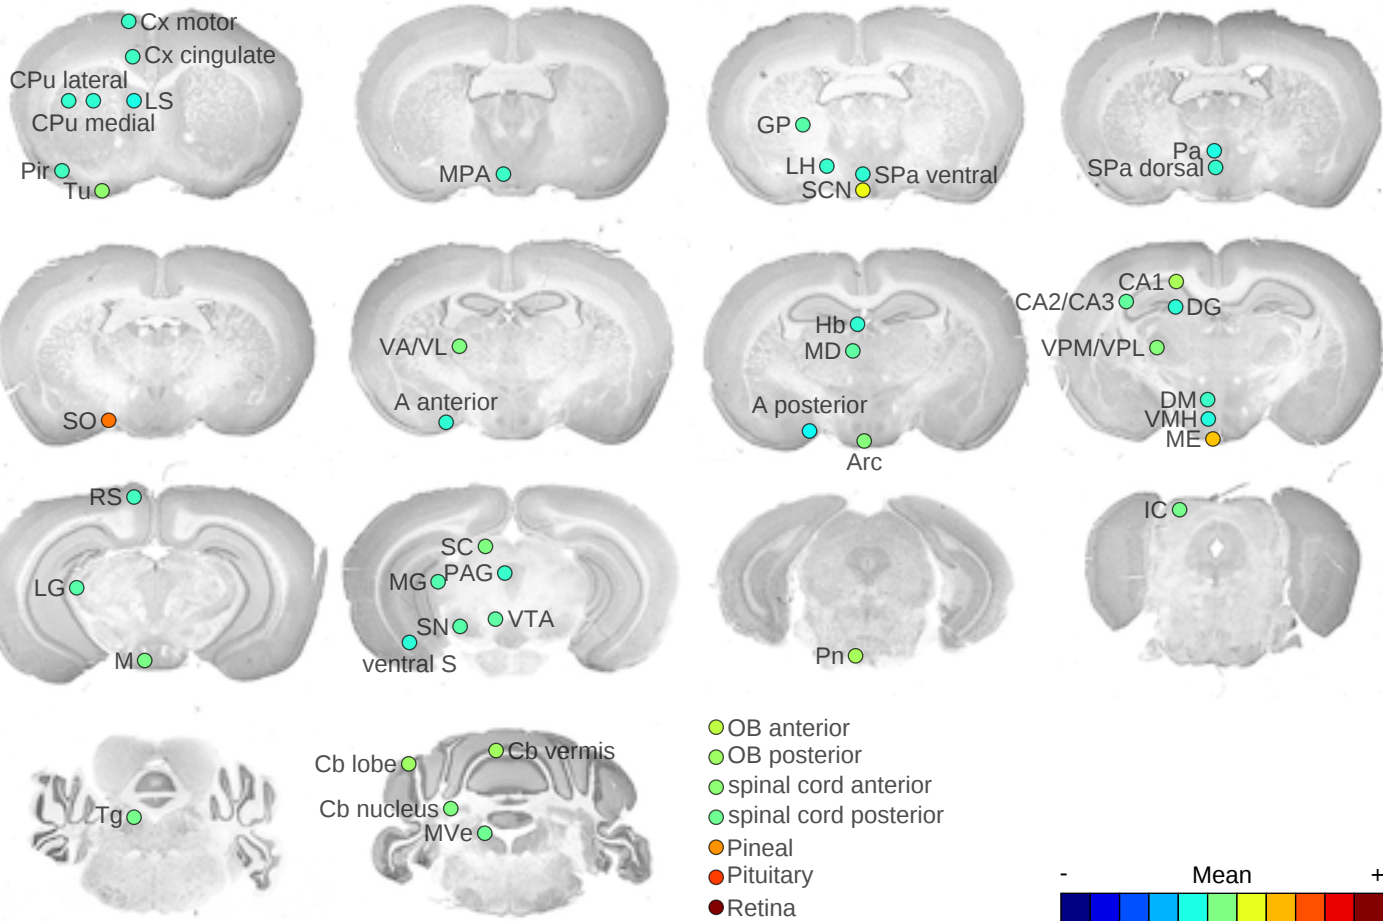 Cx motor
Cx cingulate
CPu lateral
LS
CPu medial
Pir
Tu
MPA
GP
LH
SPa ventral
SCN
Pa
SPa dorsal
SO
VA/VL
A anterior
Hb
MD
A posterior
Arc
CA1
CA2/CA3
DG
VPM/VPL
DM
VMH
ME
RS
LG
M
SC
MG
PAG
SN
VTA
ventral S
Pn
IC
Tg
Cb lobe
Cb vermis
Cb nucleus
MVe
OB anterior
OB posterior
spinal cord anterior
spinal cord posterior
Pineal
Pituitary
Retina
- Mean +